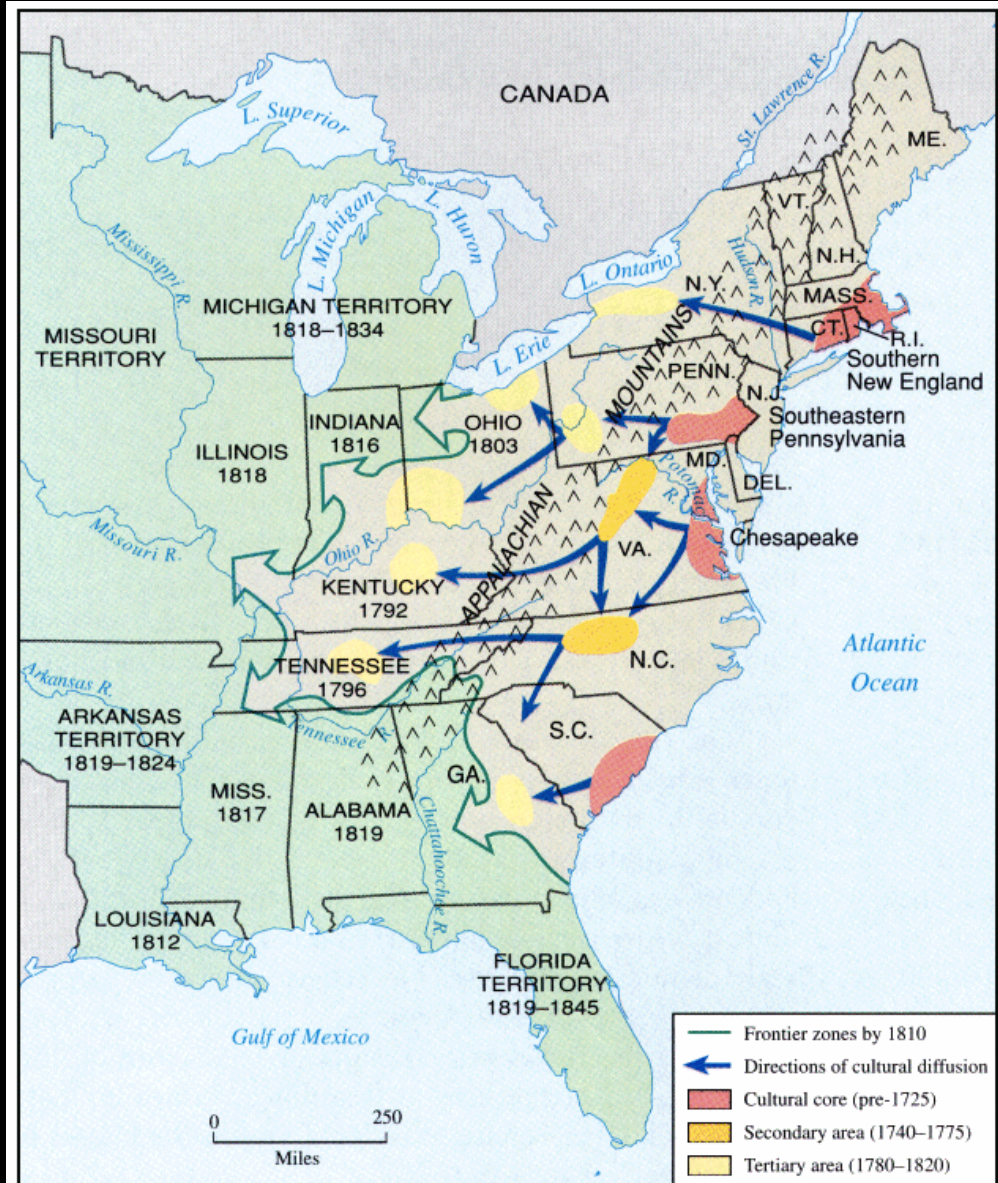 CANADA
St. Lawrence R.
L. Superior
ME.
VT.
L. Michigan
L. Huron
Mississippi R.
Hudson R.
N.H.
L. Ontario
N.Y.
MASS.
MICHIGAN TERRITORY
1818–1834
MISSOURI
TERRITORY
CT.
R.I.
Southern
New England
L. Erie
MOUNTAINS
PENN.
N.J.
INDIANA
1816
OHIO
1803
Southeastern
Pennsylvania
ILLINOIS
1818
MD.
DEL.
Potomac
R.
Missouri R.
APPALACHIAN
Chesapeake
Ohio R.
VA.
KENTUCKY
1792
Atlantic
Ocean
TENNESSEE
1796
N.C.
Arkansas R.
ARKANSAS
TERRITORY
1819–1824
Tennessee R.
S.C.
GA.
MISS.
1817
ALABAMA
1819
Chattahoochee R.
LOUISIANA
1812
FLORIDA
TERRITORY
1819–1845
Gulf of Mexico
0 250
Miles
Frontier zones by 1810
Directions of cultural diffusion
Cultural core (pre-1725)
Secondary area (1740–1775)
Tertiary area (1780–1820)